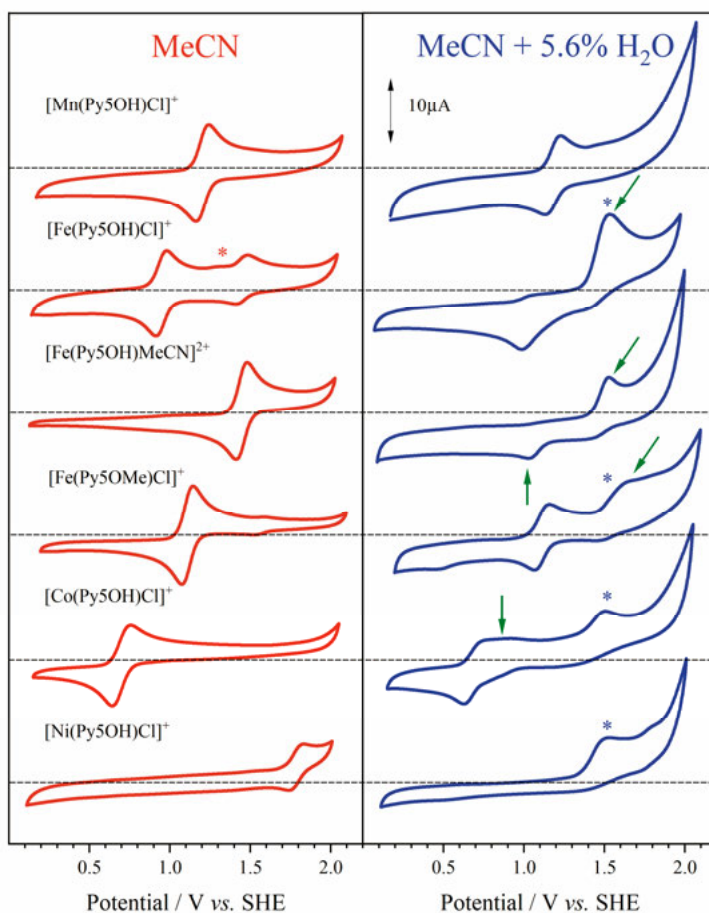 MeCN
MeCN + 5.6% H₂O
10μA
[Mn(Py5OH)Cl]⁺
*
[Fe(Py5OH)Cl]⁺
*
[Fe(Py5OH)MeCN]²⁺
[Fe(Py5OMe)Cl]⁺
*
[Co(Py5OH)Cl]⁺
*
[Ni(Py5OH)Cl]⁺
*
0.5 1.0 1.5 2.0
0.5 1.0 1.5 2.0
Potential / V vs. SHE
Potential / V vs. SHE